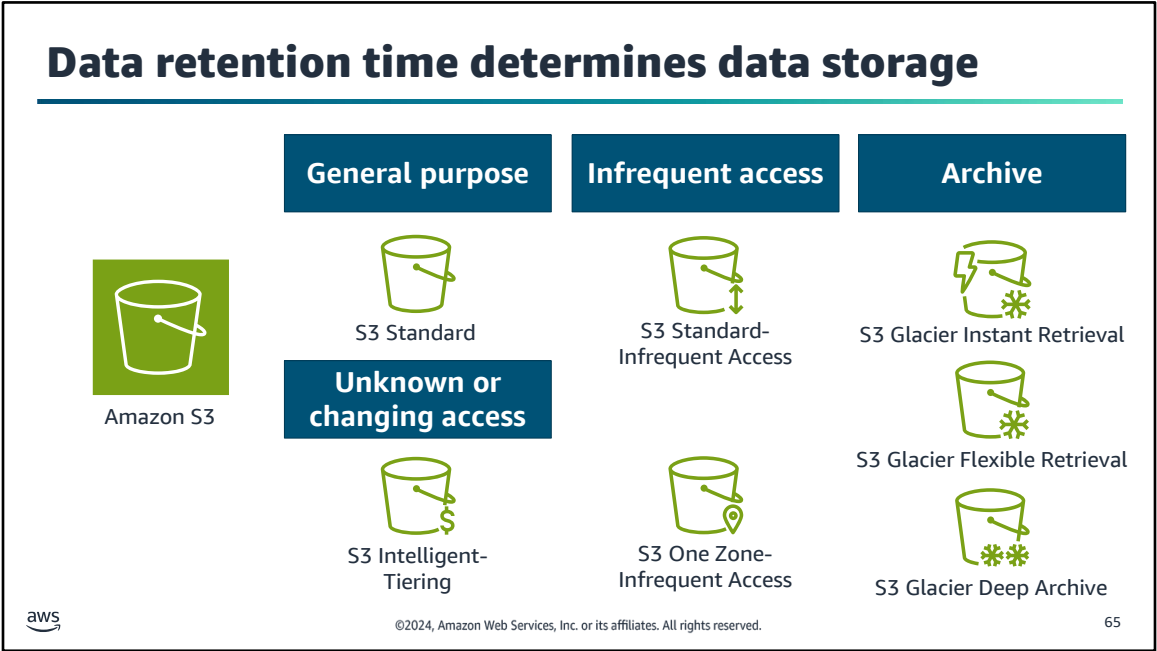 Data retention time determines data storage
General purpose
Infrequent access
Archive
Amazon S3
S3 Standard
S3 Standard-
Infrequent Access
S3 Glacier Instant Retrieval
Unknown or
changing access
S3 Glacier Flexible Retrieval
$
S3 Intelligent-
Tiering
S3 One Zone-
Infrequent Access
S3 Glacier Deep Archive
aws
©2024, Amazon Web Services, Inc. or its affiliates. All rights reserved.
65